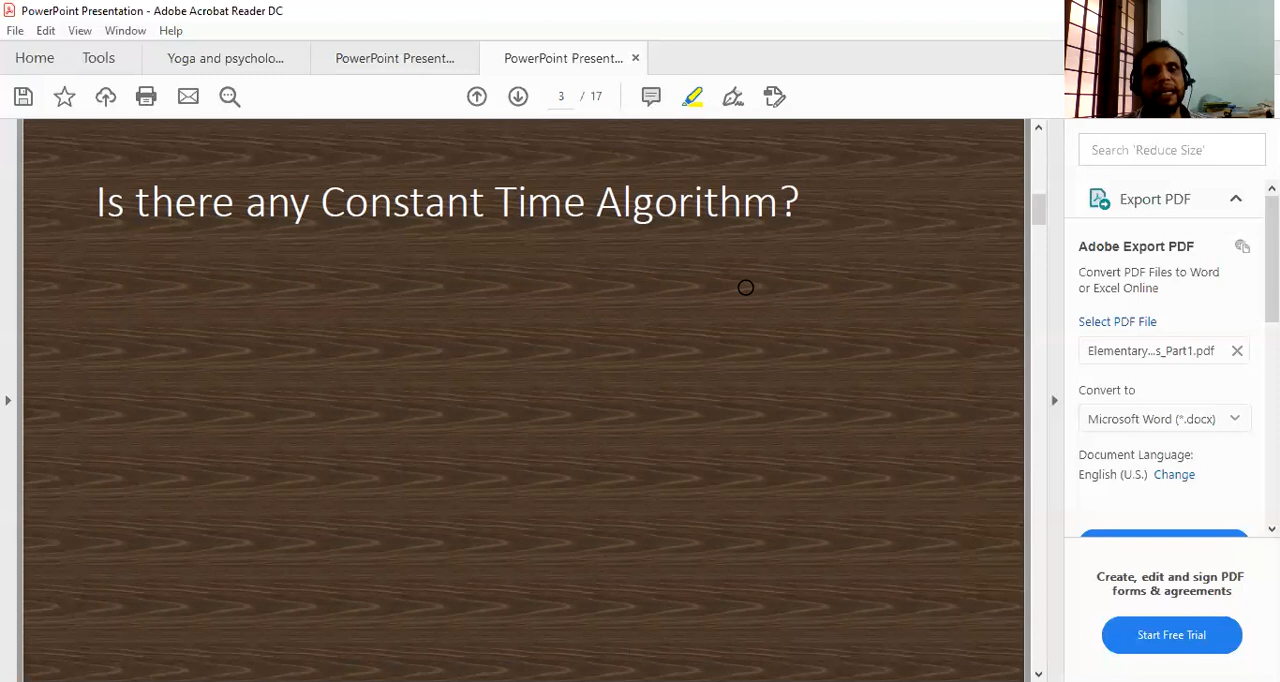 PowerPoint Presentation - Adobe Acrobat Reader DC
File Edit View Window Help
Home Tools Yoga and psycholo... PowerPoint Present... PowerPoint Present... ×
3 / 17
Is there any Constant Time Algorithm?
Search 'Reduce Size'
Export PDF
Adobe Export PDF
Convert PDF Files to Word
or Excel Online
Select PDF File
Elementary...s_Part1.pdf
Convert to
Microsoft Word (*.docx)
Document Language:
English (U.S.) Change
Create, edit and sign PDF
forms & agreements
Start Free Trial